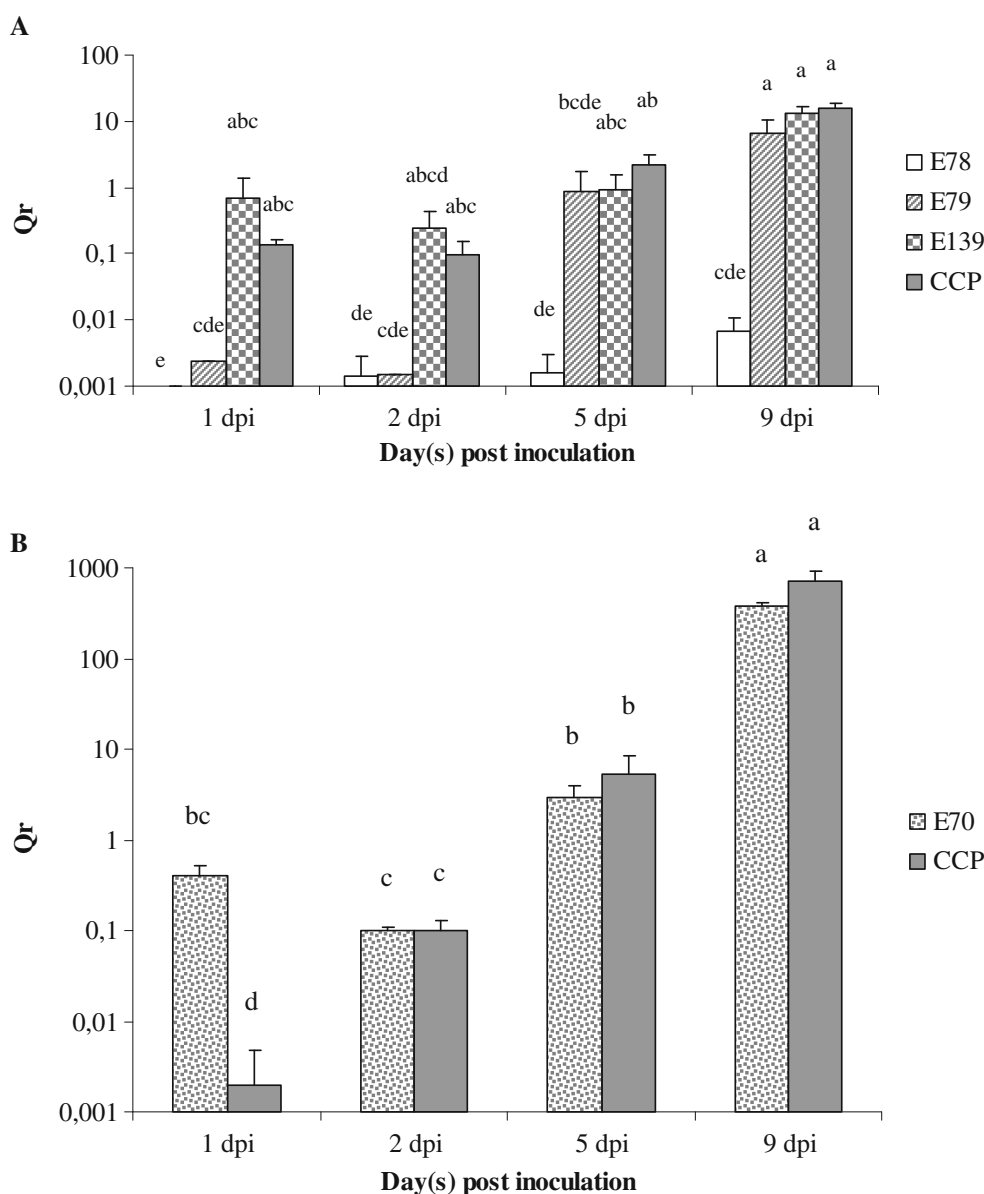 A
100
10
1
0,1
0,01
0,001
Qr
e
cde
abc
abc
de
cde
abcd
abc
de
bcde
abc
ab
cde
a
a
a
1 dpi
2 dpi
5 dpi
9 dpi
Day(s) post inoculation
E78
E79
E139
CCP
B
1000
100
10
1
0,1
0,01
0,001
Qr
bc
d
c
c
b
b
a
a
1 dpi
2 dpi
5 dpi
9 dpi
Day(s) post inoculation
E70
CCP